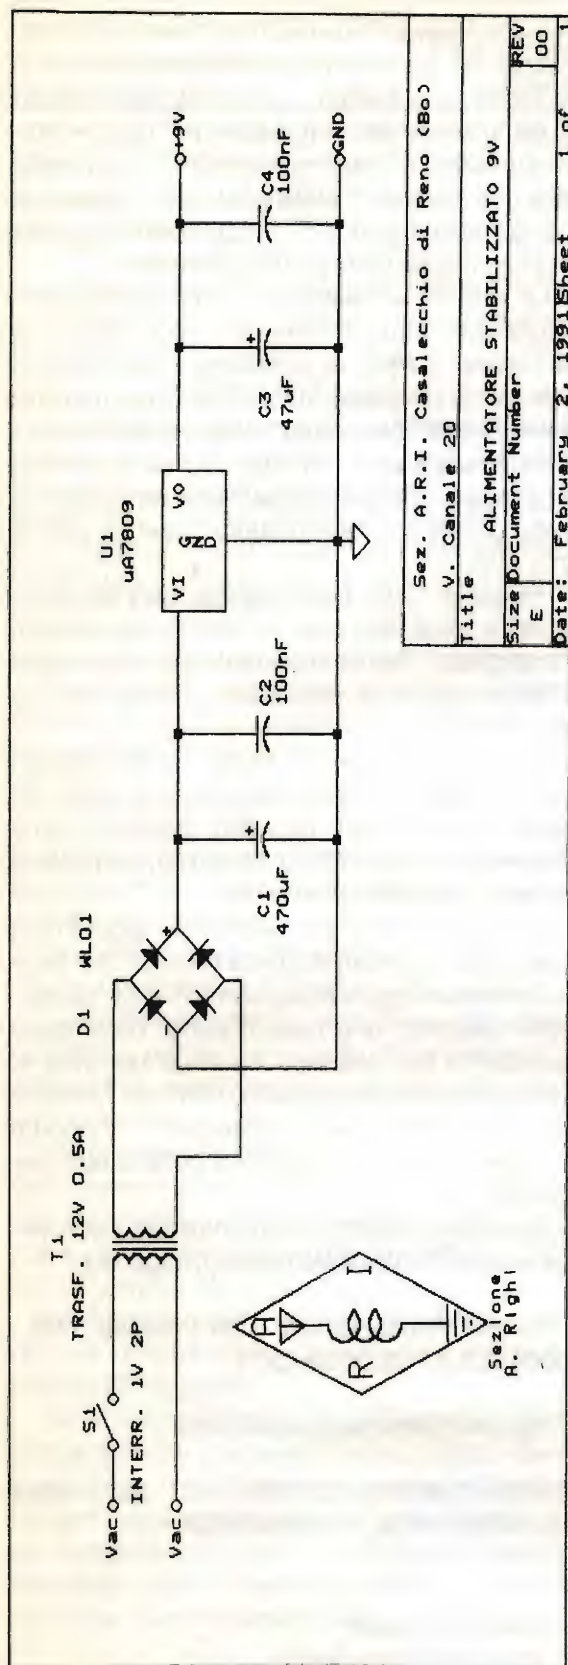 S1
INTERR. 1V 2P
Vac
Vac
T1
TRASF. 12V 0.5A
D1 WL01
+
C1
470uF
+
C2
100nF
U1
uA7809
VI VO
GND
C3
47uF
+
C4
100nF
+9V
GND
A
R I
Sezione
A. Righi
Sez. A.R.I. Casalecchio di Reno (Bo)
V. Canale 20
Title
ALIMENTATORE STABILIZZATO 9V
Size Document Number REV
E 00
Date: February 2, 1991 Sheet 1 of 1